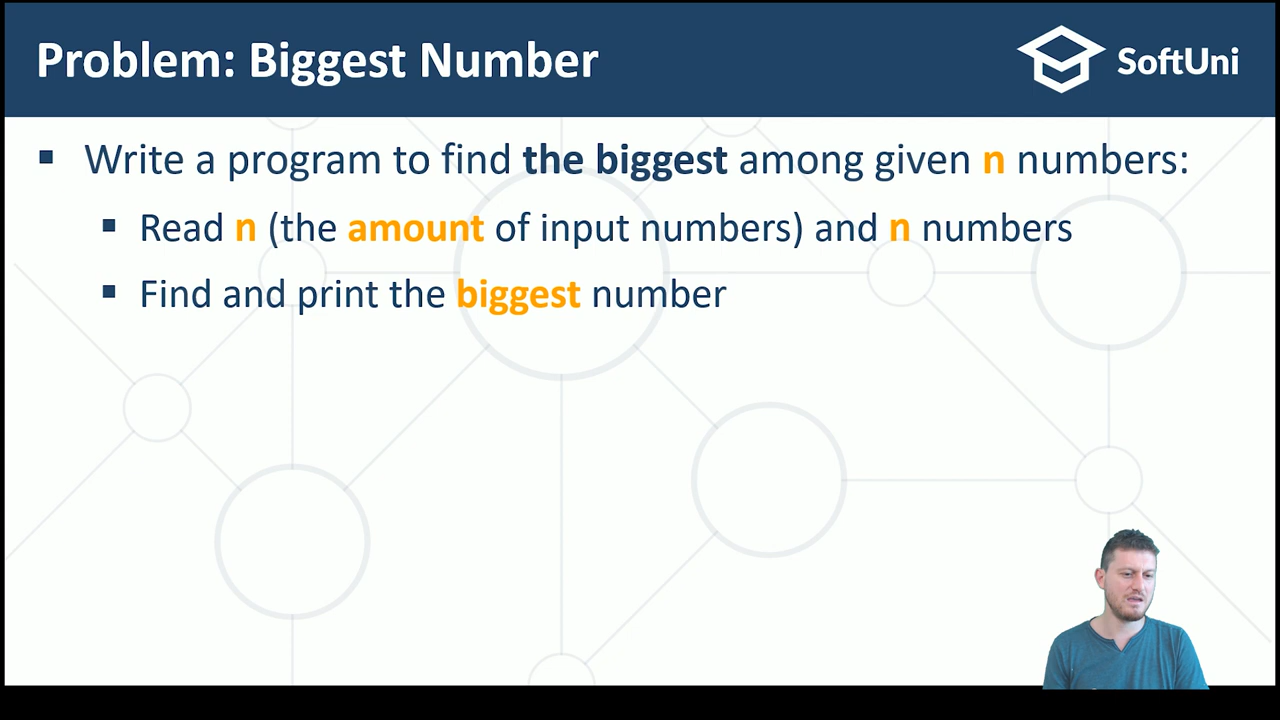 Problem: Biggest Number
SoftUni
▪ Write a program to find the biggest among given n numbers:
▪ Read n (the amount of input numbers) and n numbers
▪ Find and print the biggest number